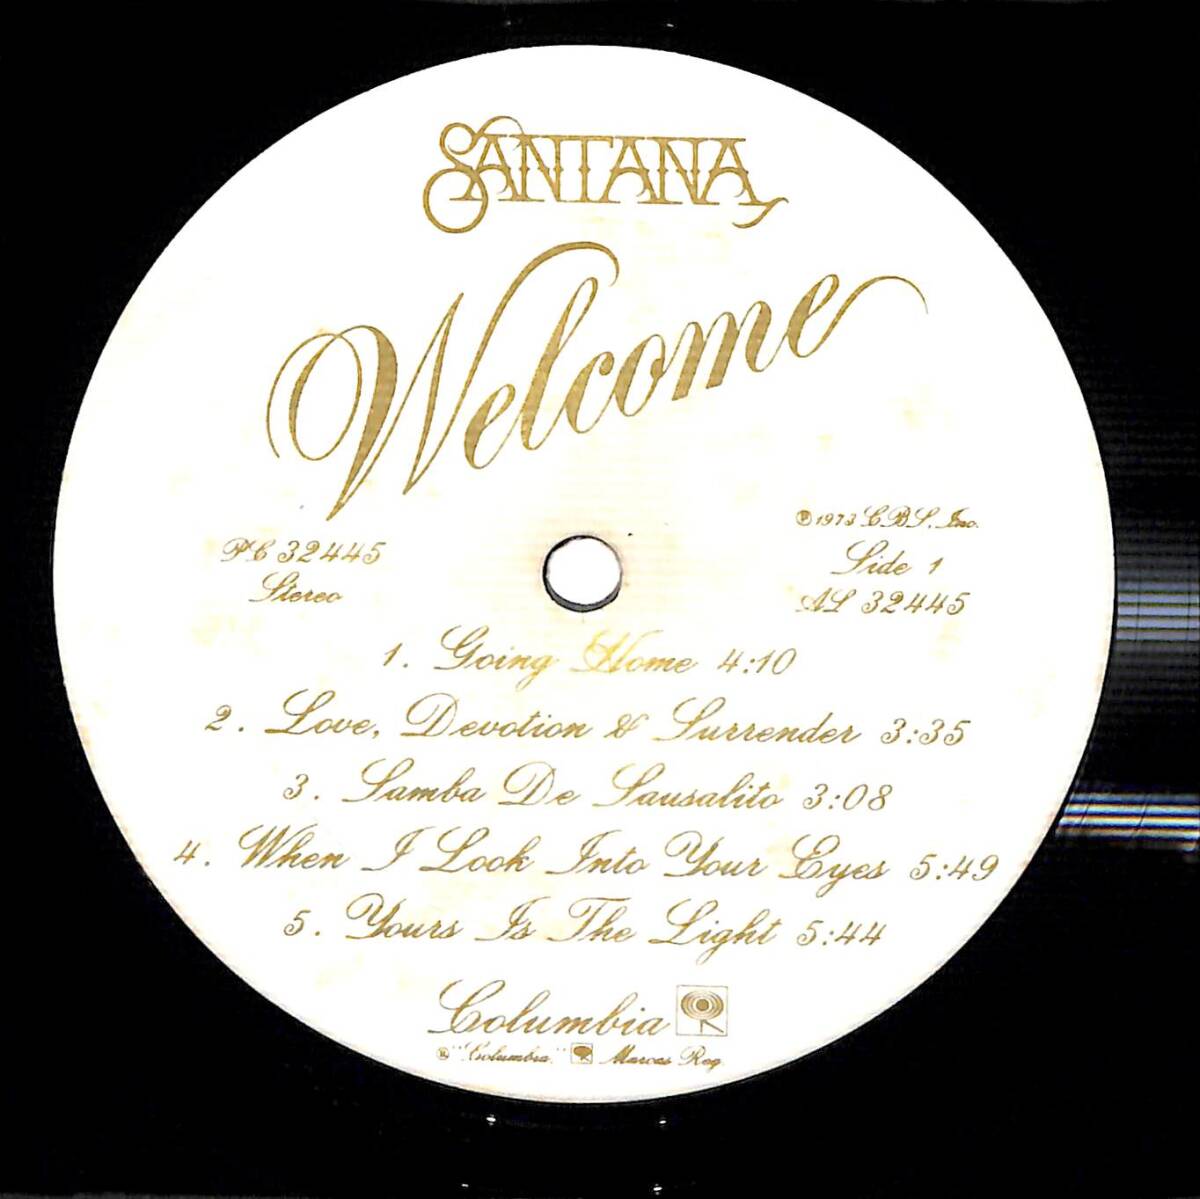 SANTANA
Welcome
PC 32445
Stereo
℗ 1973 CBS, Inc.
Side 1
AL 32445
1. Going Home 4:10
2. Love, Devotion & Surrender 3:35
3. Samba De Sausalito 3:08
4. When I Look Into Your Eyes 5:49
5. Yours Is The Light 5:44
Columbia
® "Columbia," Marcas Reg.